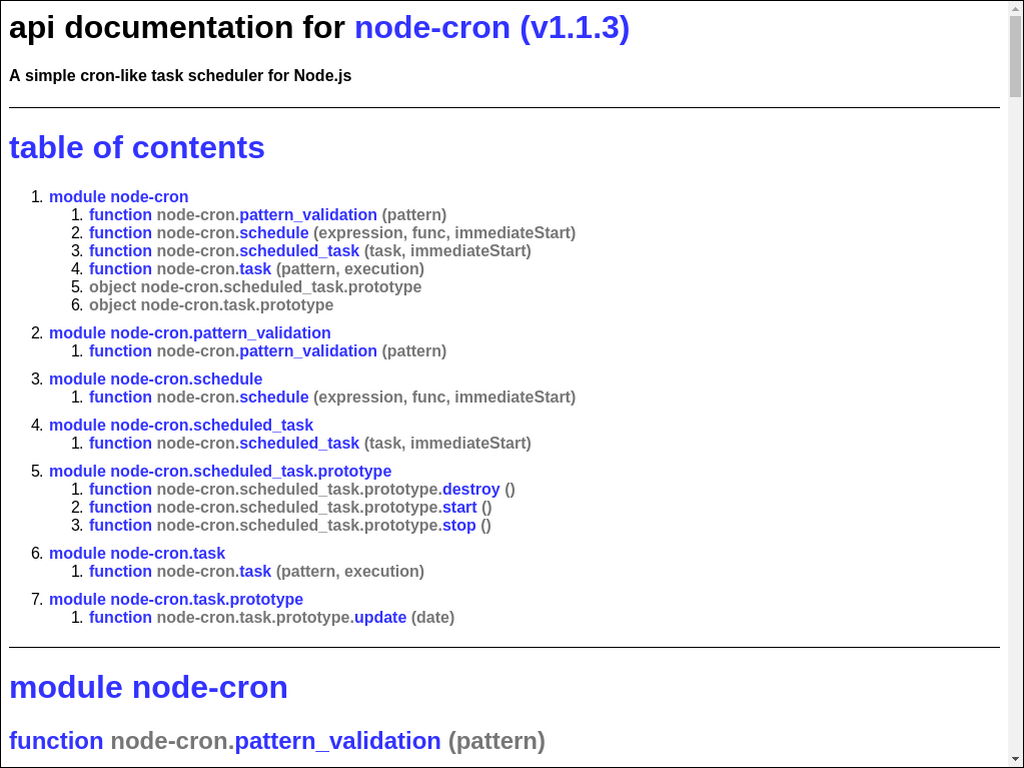 api documentation for node-cron (v1.1.3)
A simple cron-like task scheduler for Node.js
table of contents
1. module node-cron
1. function node-cron.pattern_validation (pattern)
2. function node-cron.schedule (expression, func, immediateStart)
3. function node-cron.scheduled_task (task, immediateStart)
4. function node-cron.task (pattern, execution)
5. object node-cron.scheduled_task.prototype
6. object node-cron.task.prototype
2. module node-cron.pattern_validation
1. function node-cron.pattern_validation (pattern)
3. module node-cron.schedule
1. function node-cron.schedule (expression, func, immediateStart)
4. module node-cron.scheduled_task
1. function node-cron.scheduled_task (task, immediateStart)
5. module node-cron.scheduled_task.prototype
1. function node-cron.scheduled_task.prototype.destroy ()
2. function node-cron.scheduled_task.prototype.start ()
3. function node-cron.scheduled_task.prototype.stop ()
6. module node-cron.task
1. function node-cron.task (pattern, execution)
7. module node-cron.task.prototype
1. function node-cron.task.prototype.update (date)
module node-cron
function node-cron.pattern_validation (pattern)